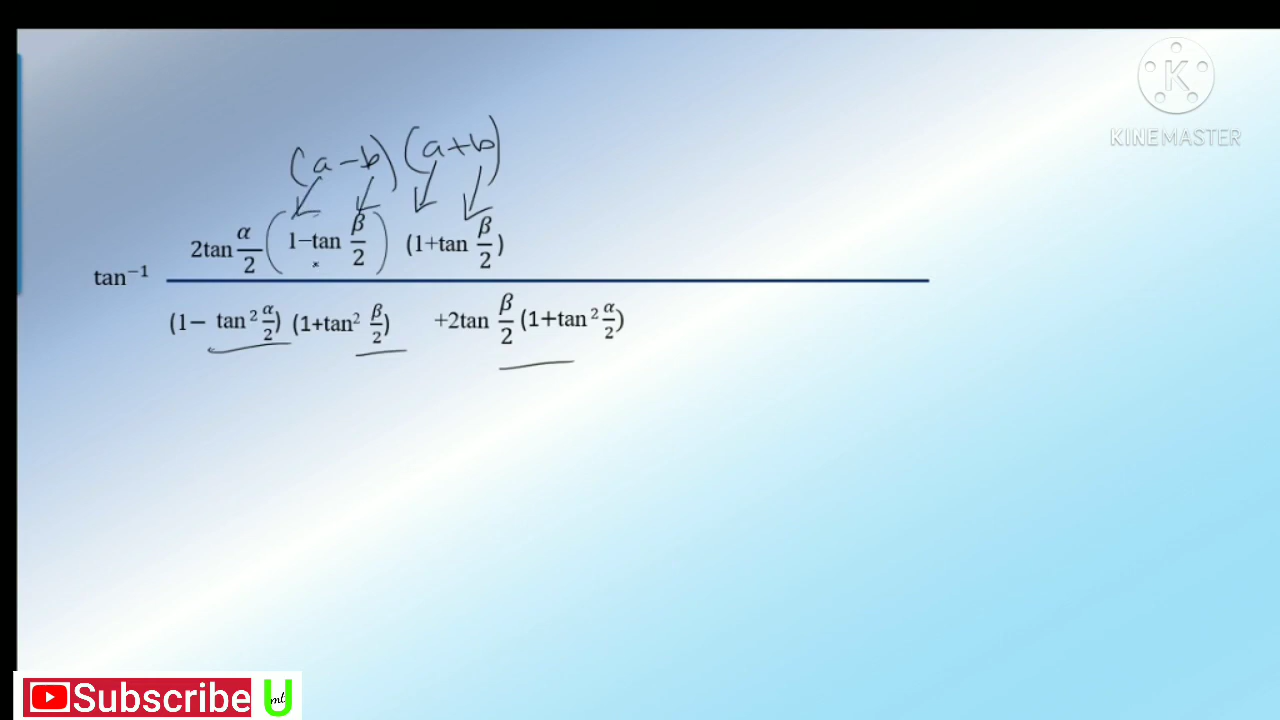 KINEMASTER
(a-b) (a+b)
2tan α/2 (1-tan β/2) (1+tan β/2)
tan⁻¹
(1- tan² α/2) (1+tan² β/2) +2tan β/2 (1+tan² α/2)
Subscribe U mt